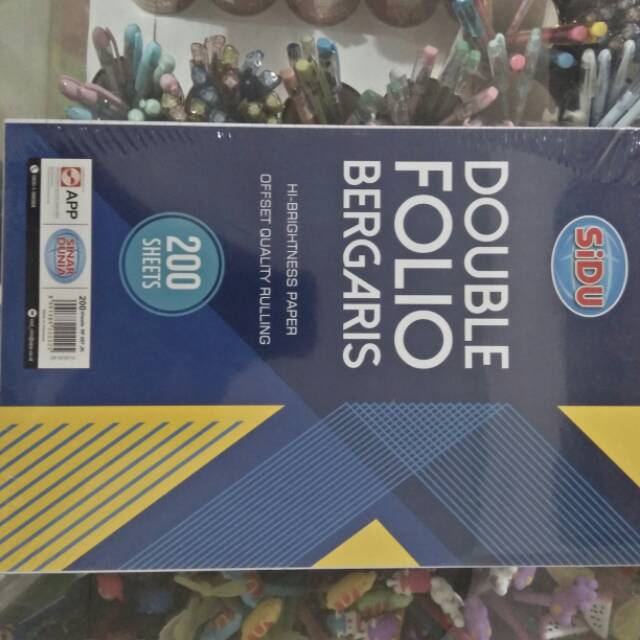 SiDU
DOUBLE
FOLIO
BERGARIS
HI-BRIGHTNESS PAPER
OFFSET QUALITY RULLING
200
SHEETS
APP
SINAR
DUNIA